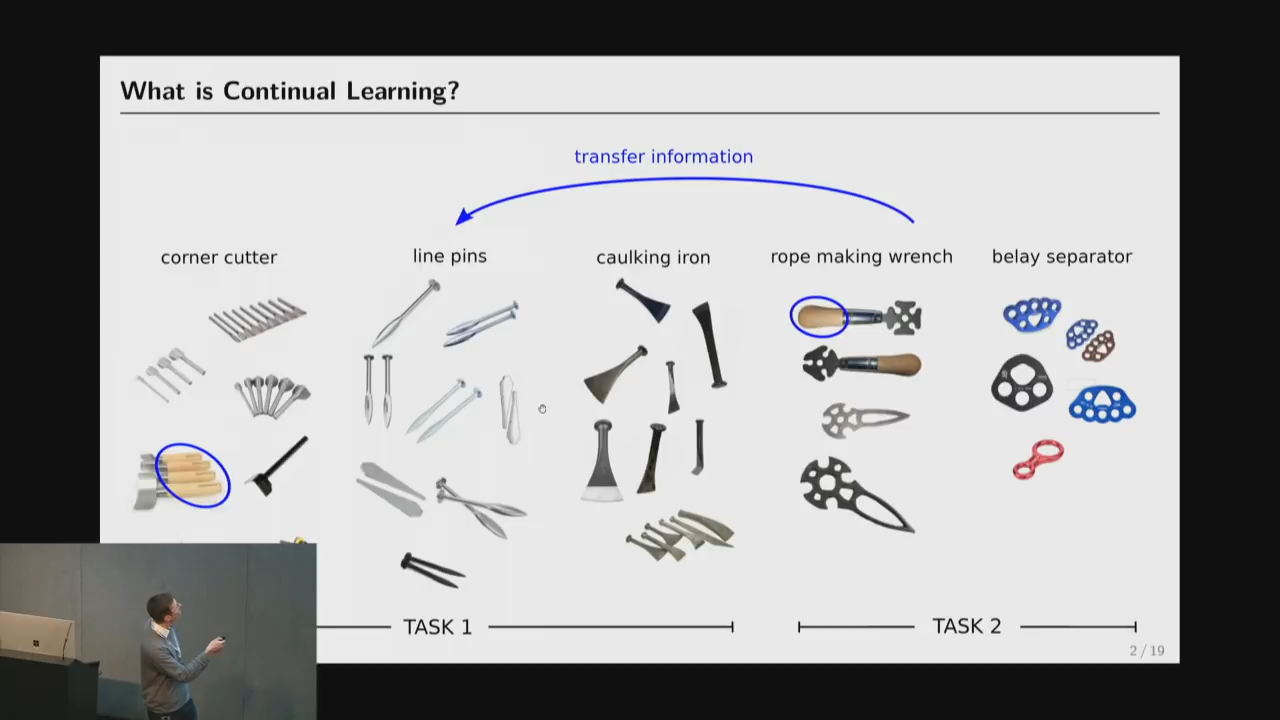 What is Continual Learning?
transfer information
corner cutter
line pins
caulking iron
rope making wrench
belay separator
TASK 1
TASK 2
2 / 19